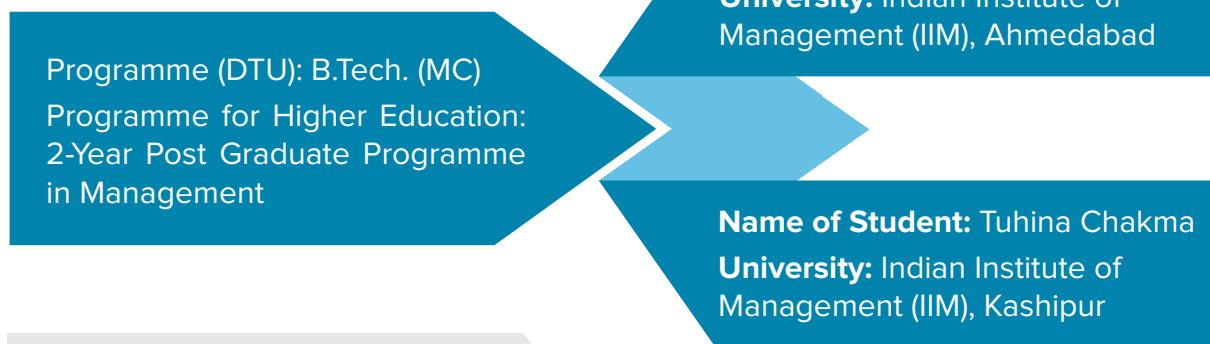 University: Indian Institute of
Management (IIM), Ahmedabad
Programme (DTU): B.Tech. (MC)
Programme for Higher Education:
2-Year Post Graduate Programme
in Management
Name of Student: Tuhina Chakma
University: Indian Institute of
Management (IIM), Kashipur